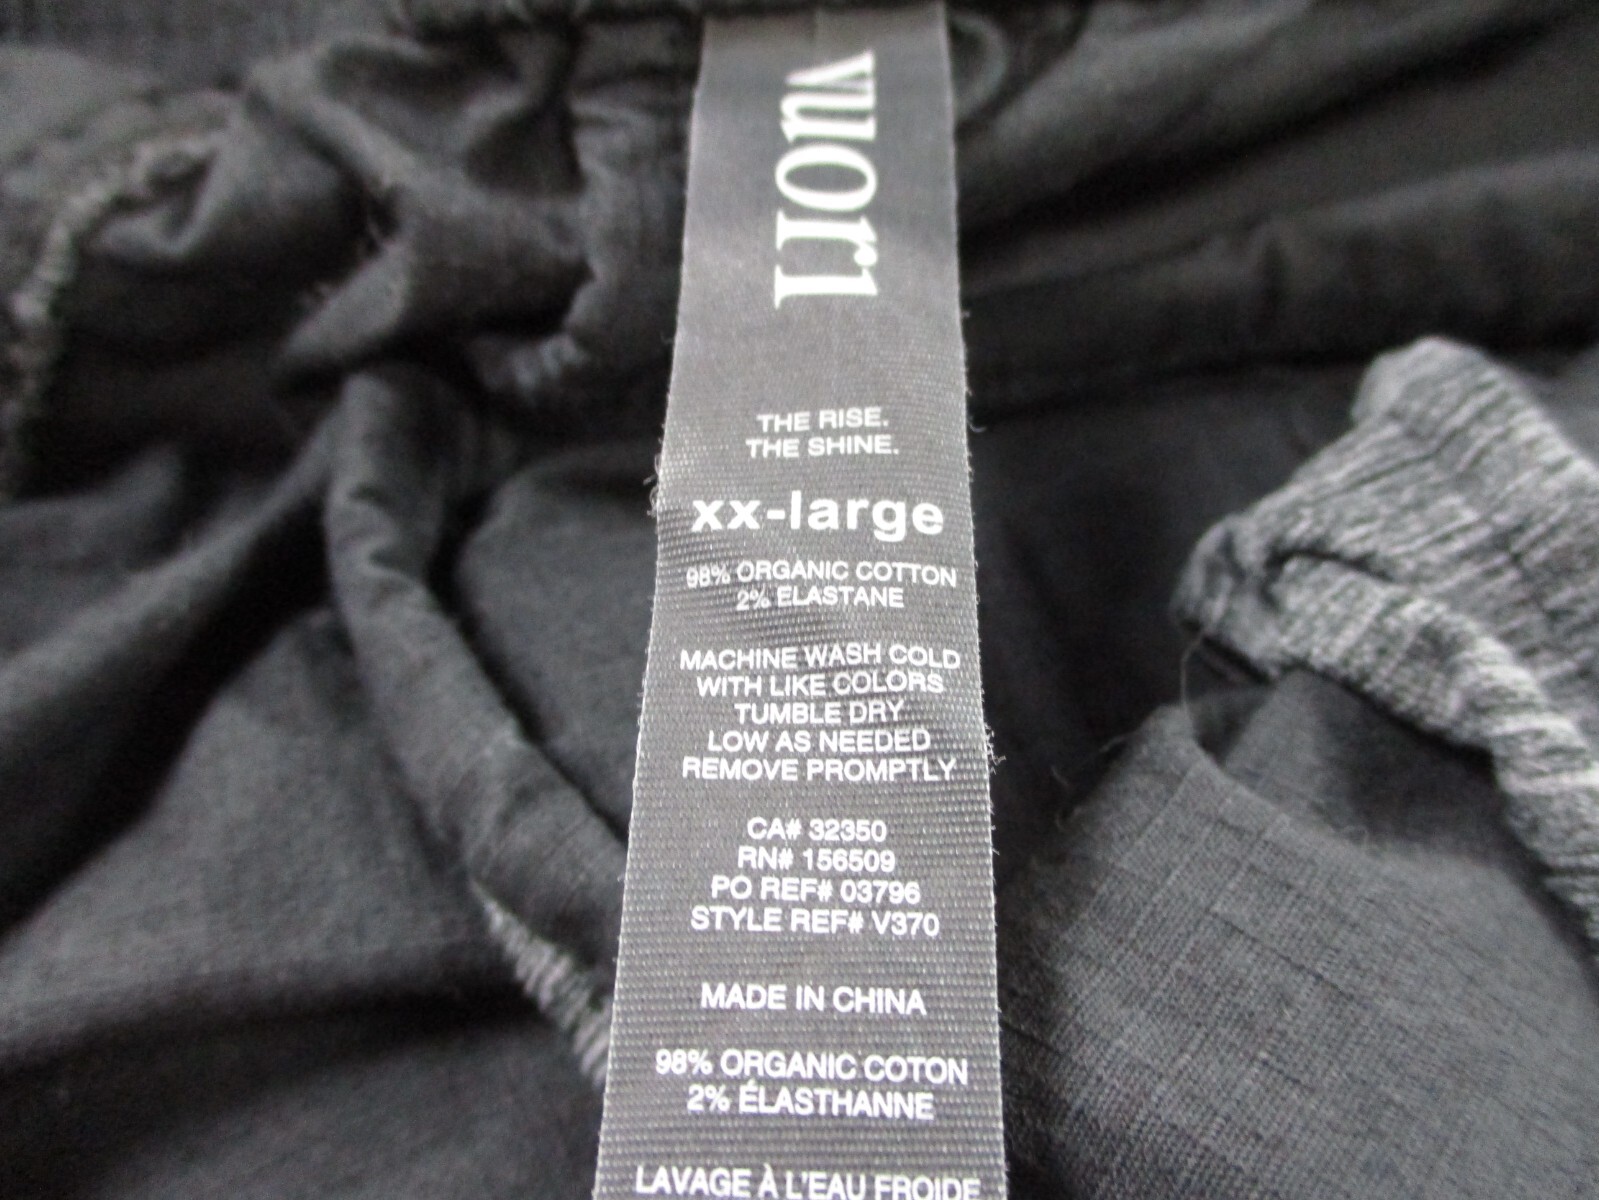 vuori
THE RISE.
THE SHINE.
xx-large
98% ORGANIC COTTON
2% ELASTANE
MACHINE WASH COLD
WITH LIKE COLORS
TUMBLE DRY
LOW AS NEEDED
REMOVE PROMPTLY
CA# 32350
RN# 156509
PO REF# 03796
STYLE REF# V370
MADE IN CHINA
98% ORGANIC COTON
2% ÉLASTHANNE
LAVAGE À L'EAU FROIDE